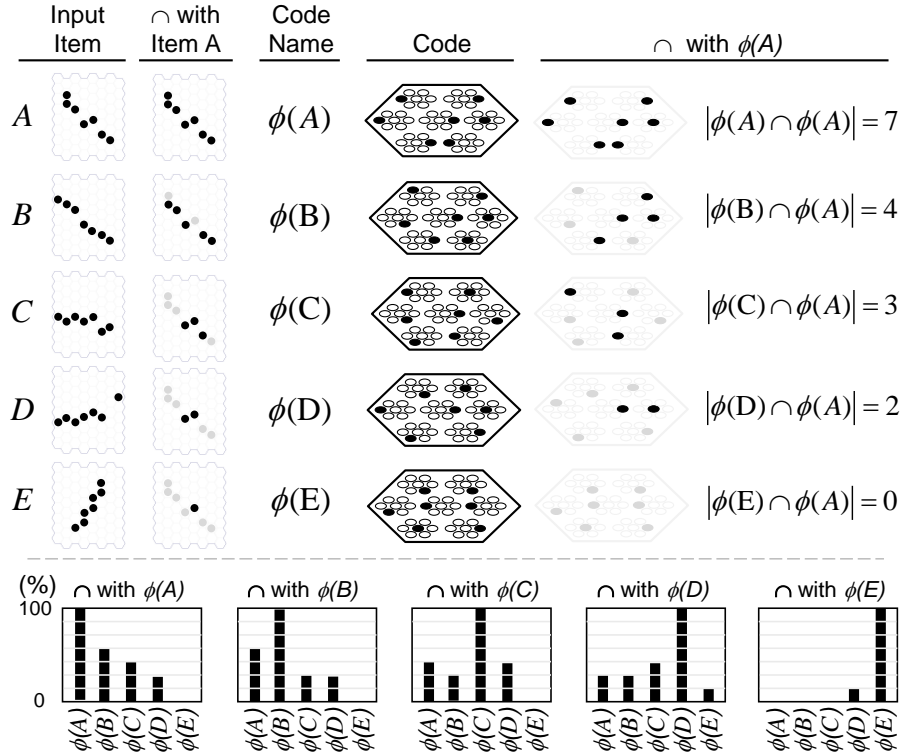 Input Item
∩ with Item A
Code Name
Code
∩ with ϕ(A)
A ϕ(A) |ϕ(A) ∩ ϕ(A)| = 7
B ϕ(B) |ϕ(B) ∩ ϕ(A)| = 4
C ϕ(C) |ϕ(C) ∩ ϕ(A)| = 3
D ϕ(D) |ϕ(D) ∩ ϕ(A)| = 2
E ϕ(E) |ϕ(E) ∩ ϕ(A)| = 0
(%) ∩ with ϕ(A) ∩ with ϕ(B) ∩ with ϕ(C) ∩ with ϕ(D) ∩ with ϕ(E)
100
0
ϕ(A) ϕ(B) ϕ(C) ϕ(D) ϕ(E) ϕ(A) ϕ(B) ϕ(C) ϕ(D) ϕ(E) ϕ(A) ϕ(B) ϕ(C) ϕ(D) ϕ(E) ϕ(A) ϕ(B) ϕ(C) ϕ(D) ϕ(E) ϕ(A) ϕ(B) ϕ(C) ϕ(D) ϕ(E)